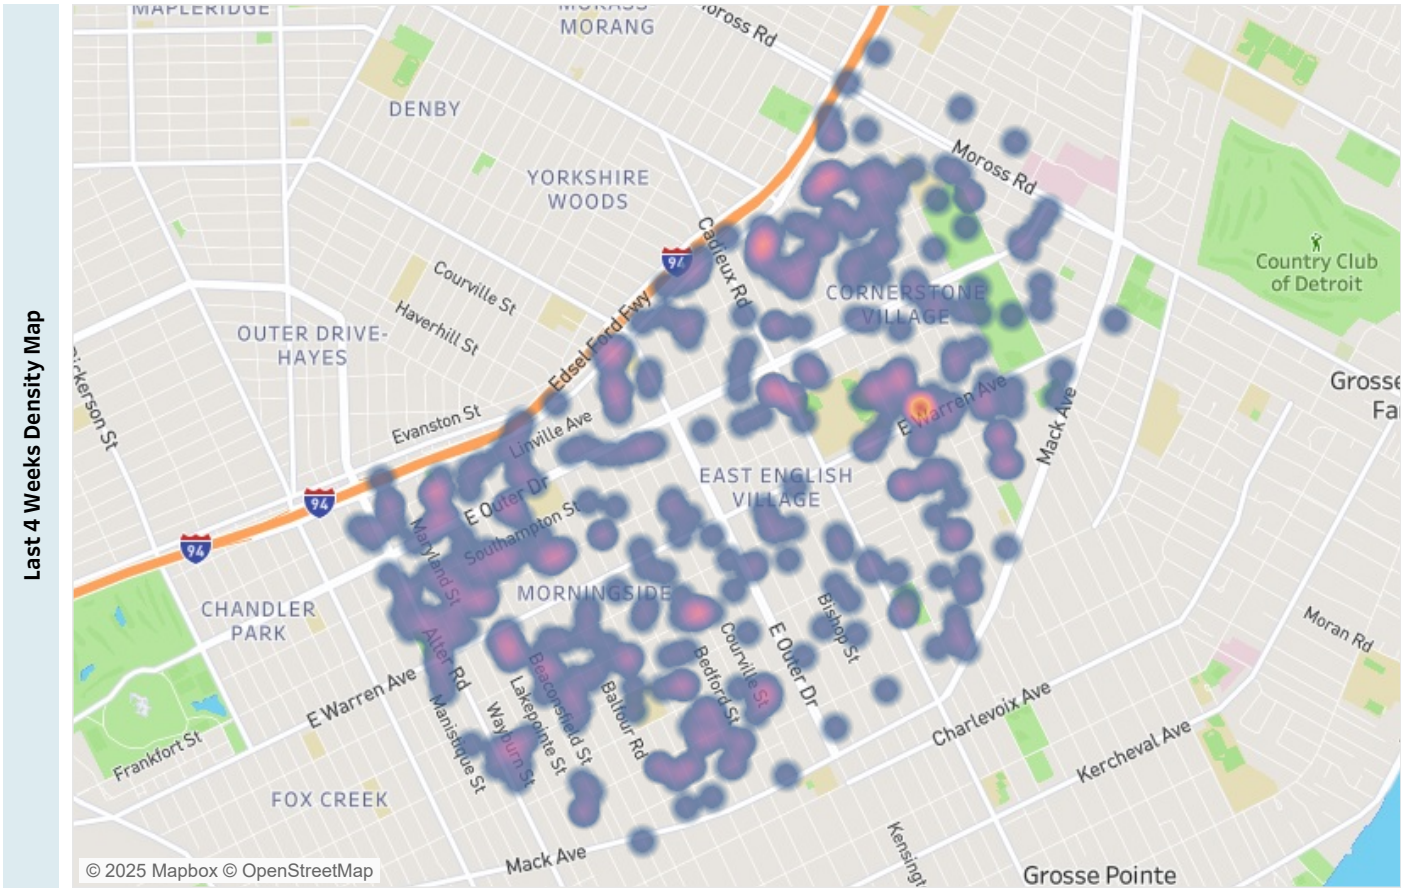 Last 4 Weeks Density Map
MAPLERIDGE
MORASS
MORANG
Moross Rd
DENBY
Moross Rd
YORKSHIRE
WOODS
Cadieux Rd
94
Country Club
of Detroit
Courville St
CORNERSTONE
VILLAGE
Haverhill St
OUTER DRIVE-
HAYES
Edsel Ford Fwy
Grosse
Fa
E Warren Ave
Mack Ave
Evanston St
Linville Ave
EAST ENGLISH
VILLAGE
E Outer Dr
94
Southampton St
94
Maryland St
MORNINGSIDE
CHANDLER
PARK
Bishop St
E Outer Dr
Courville St
Moran Rd
Alter Rd
Bedford St
Beaconsfield St
Lakepointe St
Balfour Rd
E Warren Ave
Wayburn St
Manistique St
Charlevoix Ave
Kercheval Ave
Frankfort St
FOX CREEK
Mack Ave
Kensingt
Grosse Pointe
© 2025 Mapbox © OpenStreetMap